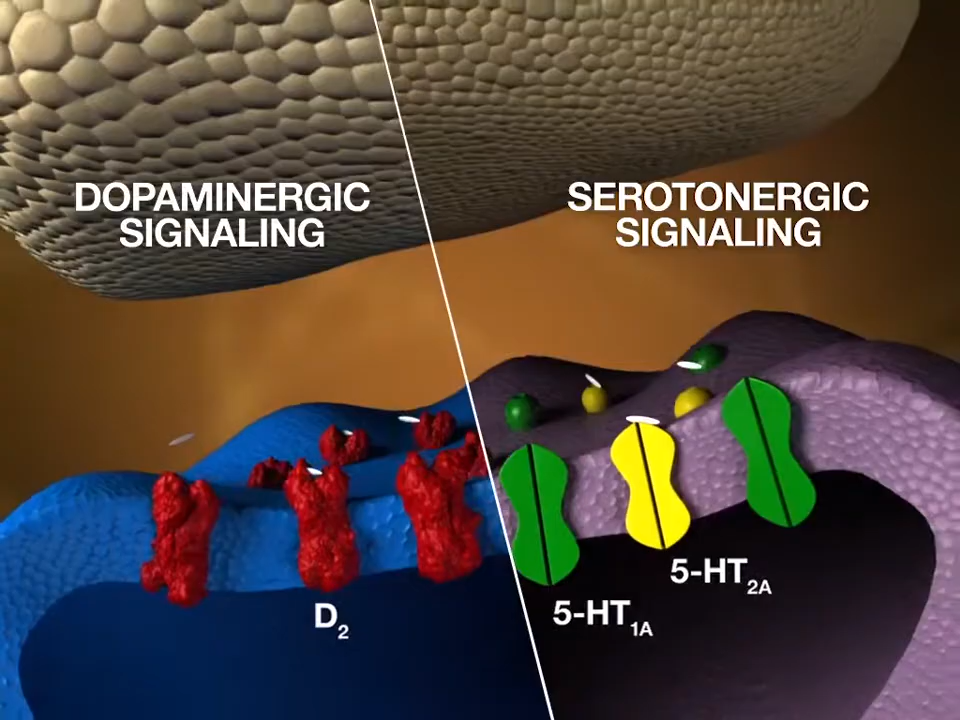 DOPAMINERGIC
SIGNALING
SEROTONERGIC
SIGNALING
D₂
5-HT₁A
5-HT₂A